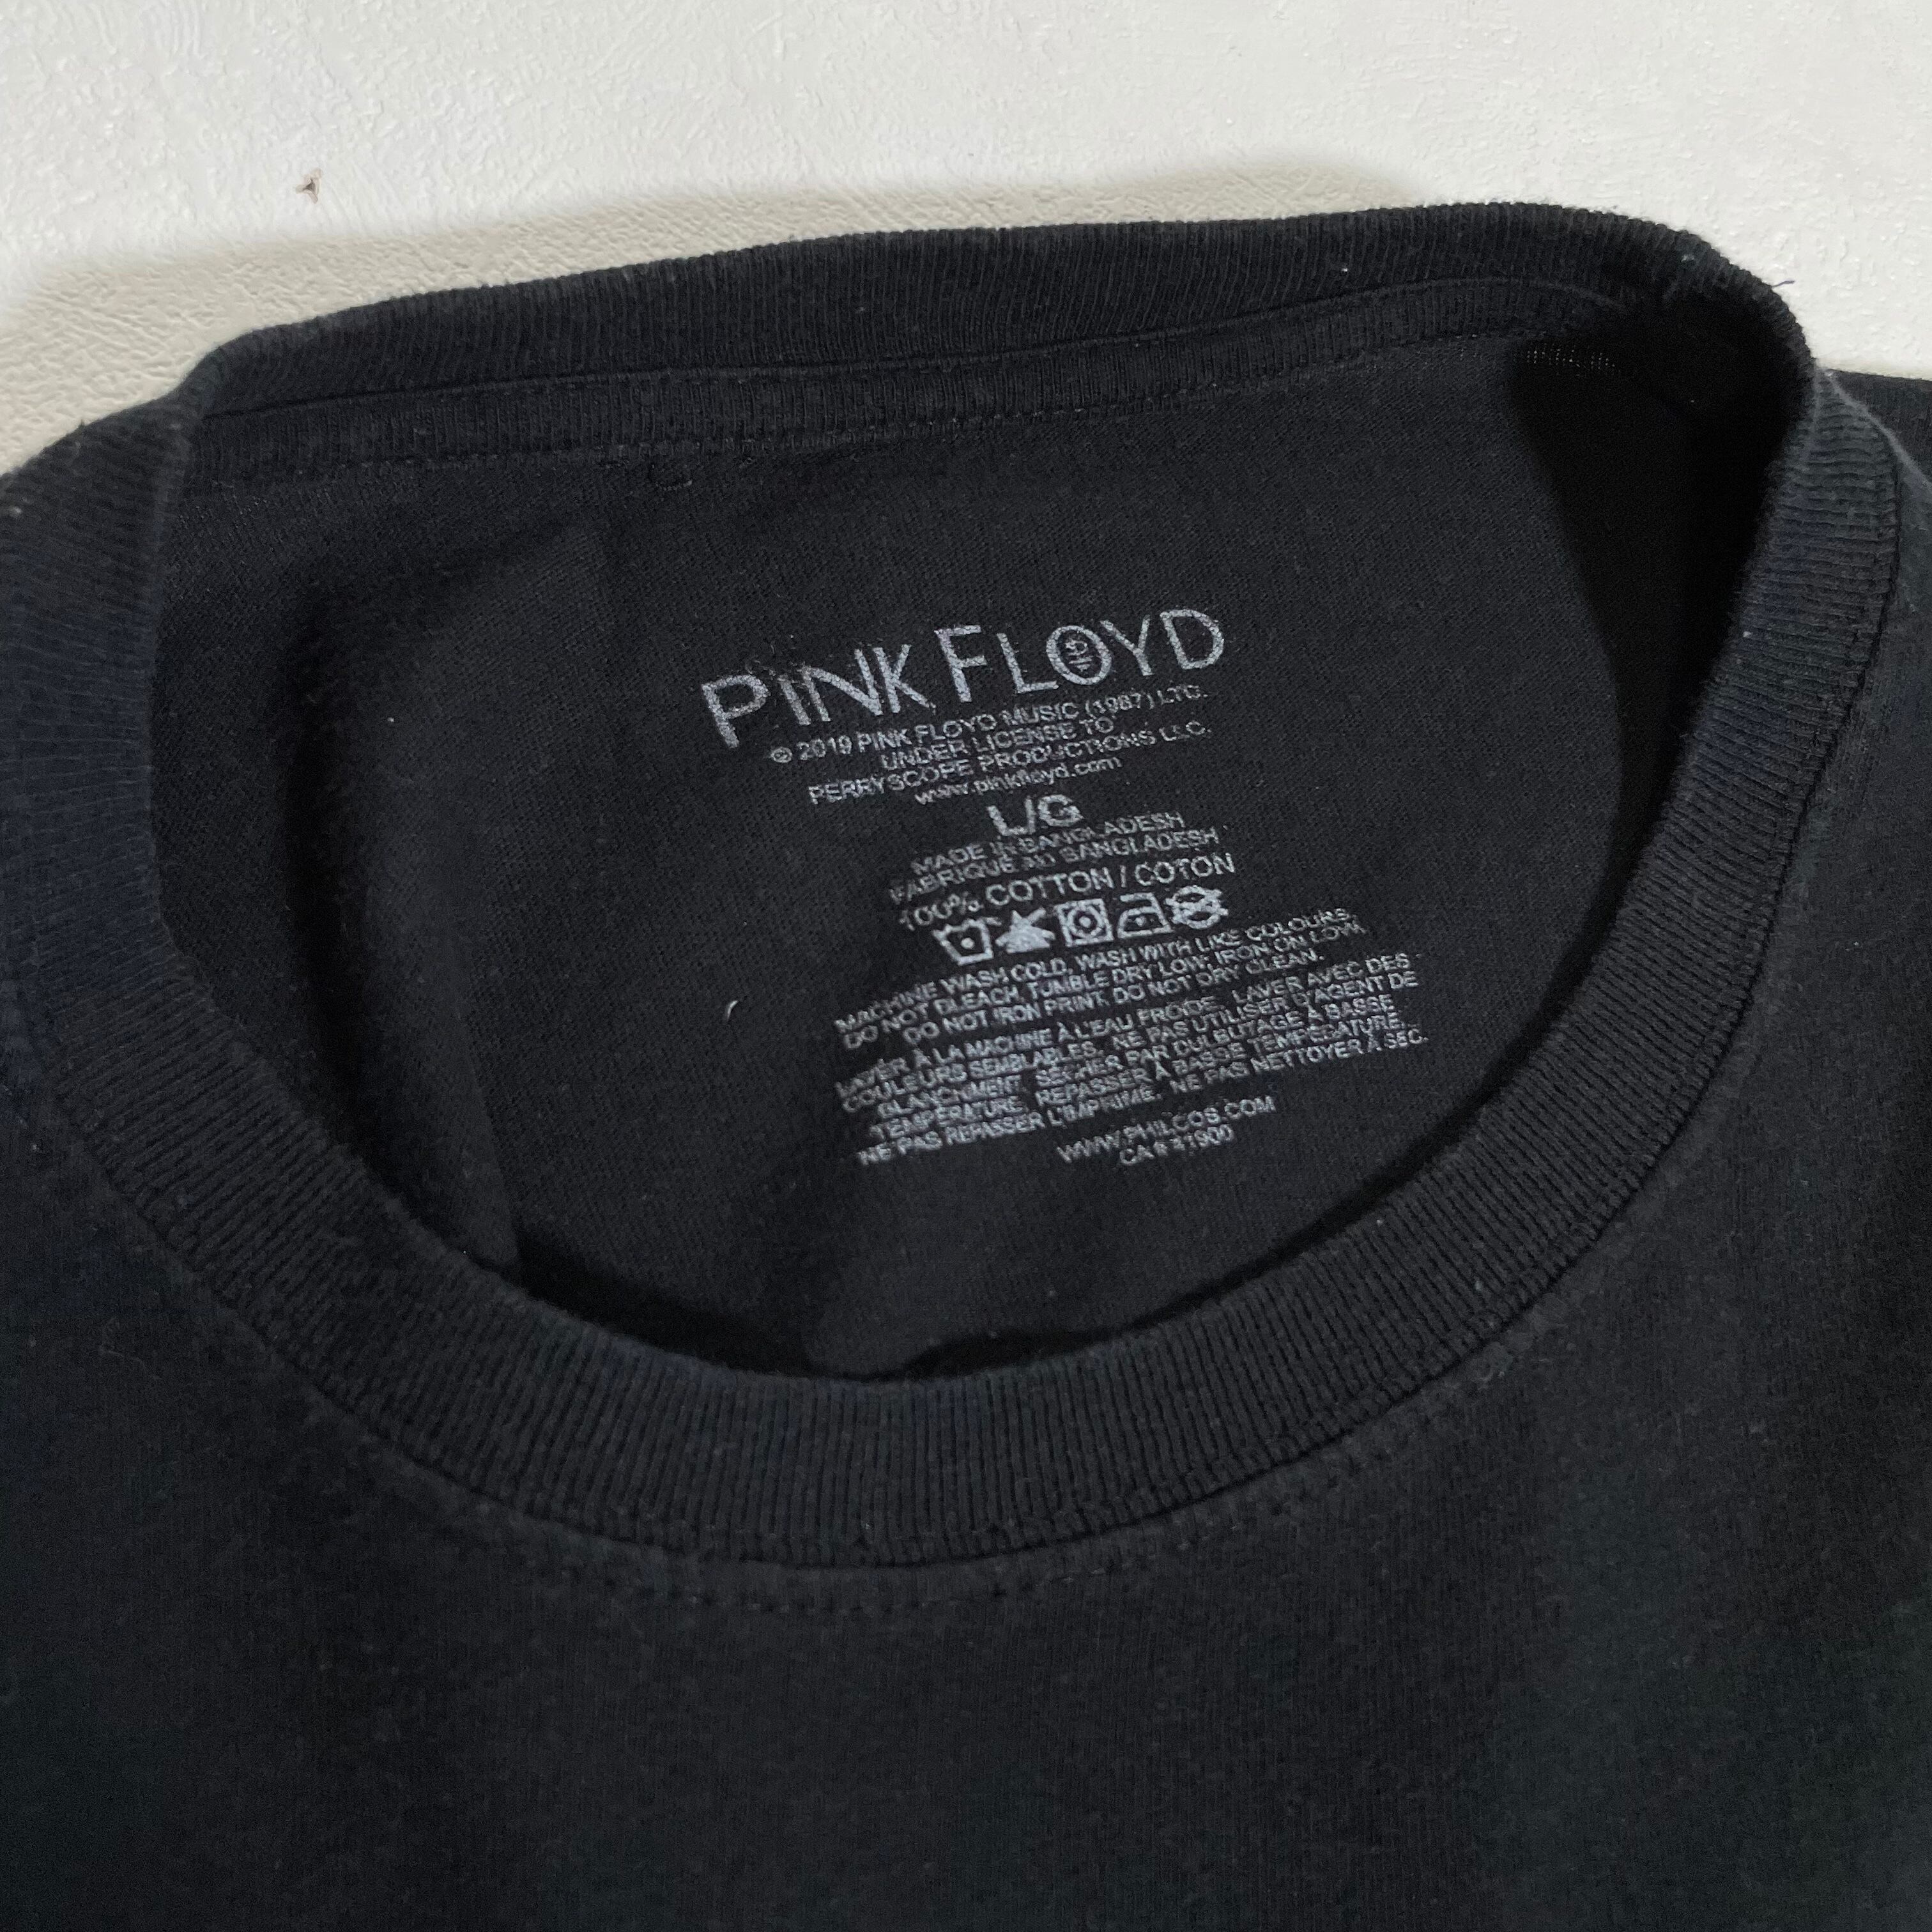 PINK FLOYD
© 2019 PINK FLOYD MUSIC (1987) LTD.
UNDER LICENSE TO
PERRYSCOPE PRODUCTIONS LLC.
www.pinkfloyd.com
L/G
MADE IN BANGLADESH
FABRIQUÉ AU BANGLADESH
100% COTTON / COTON
MACHINE WASH COLD, WASH WITH LIKE COLOURS,
DO NOT BLEACH, TUMBLE DRY LOW, IRON ON LOW,
DO NOT IRON PRINT, DO NOT DRY CLEAN.
LAVER À LA MACHINE À L'EAU FROIDE. LAVER AVEC DES
COULEURS SEMBLABLES. NE PAS UTILISER D'AGENT DE
BLANCHIMENT. SÉCHER PAR CULBUTAGE À BASSE
TEMPÉRATURE. REPASSER À BASSE TEMPÉRATURE.
NE PAS REPASSER L'IMPRIMÉ. NE PAS NETTOYER À SEC.
WWW.PHILCOS.COM
CA # 41900